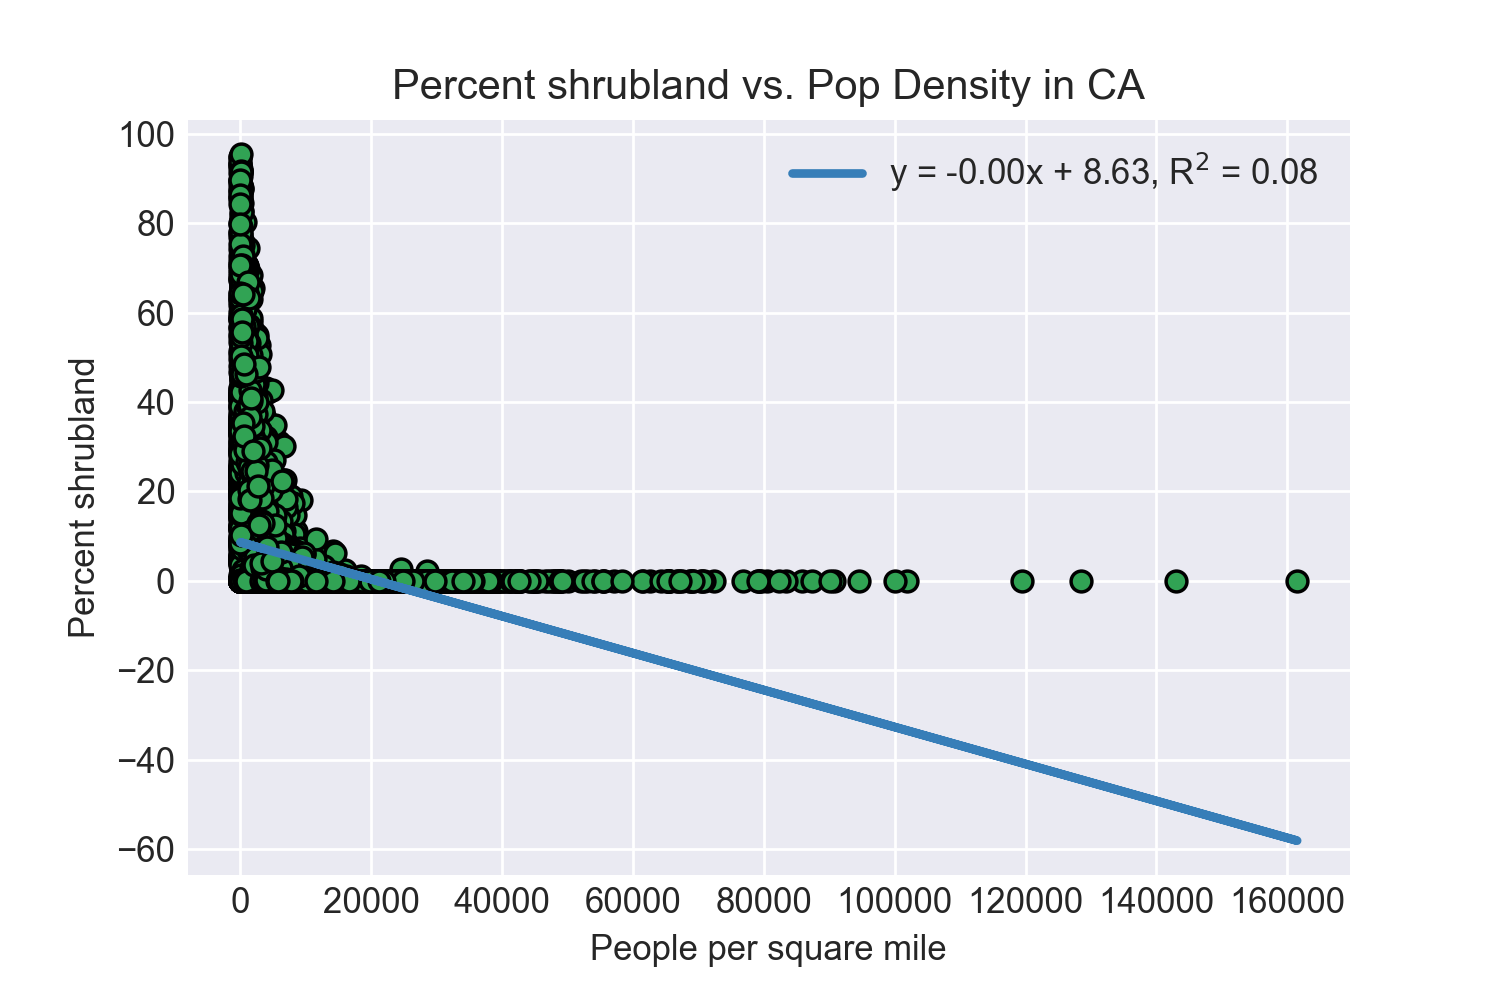 Percent shrubland vs. Pop Density in CA
y = -0.00x + 8.63, R² = 0.08
100
80
60
40
20
0
−20
−40
−60
Percent shrubland
0 20000 40000 60000 80000 100000 120000 140000 160000
People per square mile